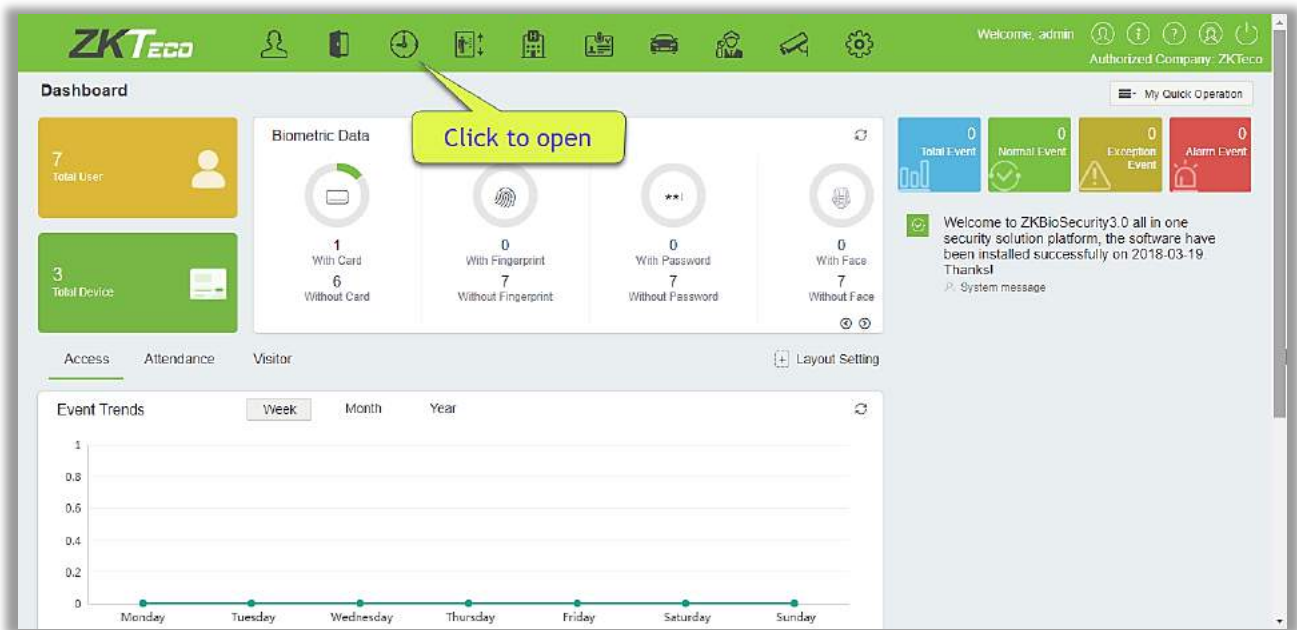 ZKTeco
Welcome, admin
Authorized Company: ZKTeco
Dashboard
My Quick Operation
Click to open
7
Total User
3
Total Device
Biometric Data
1
With Card
6
Without Card
0
With Fingerprint
7
Without Fingerprint
**|
0
With Password
7
Without Password
0
With Face
7
Without Face
0
Total Event
0
Normal Event
0
Exception
Event
0
Alarm Event
Welcome to ZKBioSecurity3.0 all in one
security solution platform, the software have
been installed successfully on 2018-03-19.
Thanks!
System message
Access Attendance Visitor
Layout Setting
Event Trends Week Month Year
1
0.8
0.6
0.4
0.2
0
Monday Tuesday Wednesday Thursday Friday Saturday Sunday